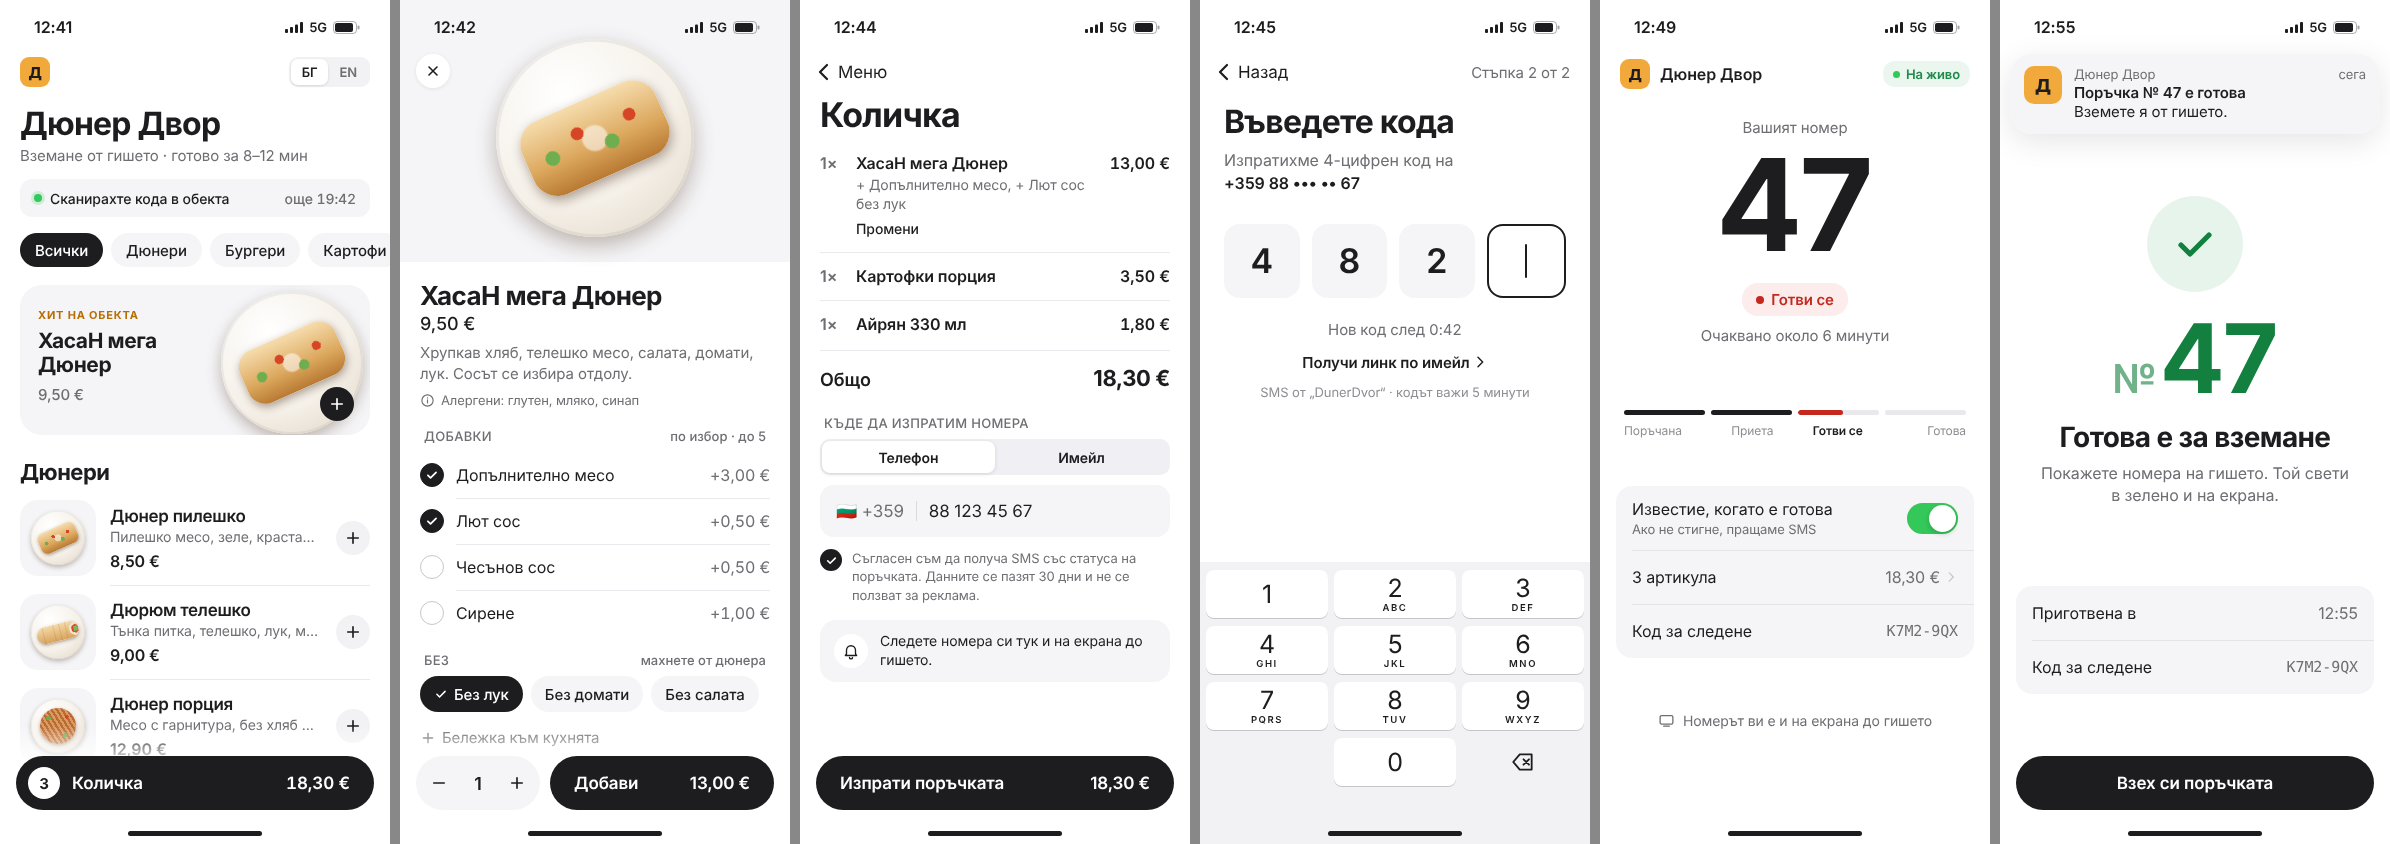 12:41
5G
Д
БГ
EN
Дюнер Двор
Вземане от гишето · готово за 8–12 мин
Сканирахте кода в обекта
още 19:42
Всички
Дюнери
Бургери
Картофи
ХИТ НА ОБЕКТА
ХасаН мега
Дюнер
9,50 €
Дюнери
Дюнер пилешко
Пилешко месо, зеле, краста...
8,50 €
Дюрюм телешко
Тънка питка, телешко, лук, м...
9,00 €
Дюнер порция
Месо с гарнитура, без хляб ...
12,90 €
3
Количка
18,30 €
12:42
5G
ХасаН мега Дюнер
9,50 €
Хрупкав хляб, телешко месо, салата, домати,
лук. Сосът се избира отдолу.
Алергени: глутен, мляко, синап
ДОБАВКИ
по избор · до 5
Допълнително месо
+3,00 €
Лют сос
+0,50 €
Чеснов сос
+0,50 €
Сирене
+1,00 €
БЕЗ
махнете от дюнера
Без лук
Без домати
Без салата
Бележка към кухнята
1
Добави
13,00 €
12:44
5G
Меню
Количка
1×
ХасаН мега Дюнер
13,00 €
+ Допълнително месо, + Лют сос
без лук
Промени
1×
Картофки порция
3,50 €
1×
Айрян 330 мл
1,80 €
Общо
18,30 €
КЪДЕ ДА ИЗПРАТИМ НОМЕРА
Телефон
Имейл
+359
88 123 45 67
Съгласен съм да получа SMS със статуса на
поръчката. Данните се пазят 30 дни и не се
ползват за реклама.
Следете номера си тук и на екрана до
гишето.
Изпрати поръчката
18,30 €
12:45
5G
Назад
Стъпка 2 от 2
Въведете кода
Изпратихме 4-цифрен код на
+359 88 ••• •• 67
4
8
2
Нов код след 0:42
Получи линк по имейл
SMS от „DunerDvor“ · кодът важи 5 минути
1
2
ABC
3
DEF
4
GHI
5
JKL
6
MNO
7
PQRS
8
TUV
9
WXYZ
0
12:49
5G
Д
Дюнер Двор
На живо
Вашият номер
47
Готви се
Очаквано около 6 минути
Поръчана
Приета
Готви се
Готова
Известие, когато е готова
Ако не стигне, пращаме SMS
3 артикула
18,30 €
Код за следене
K7M2-9QX
Номерът ви е и на екрана до гишето
12:55
5G
Д
Дюнер Двор
сега
Поръчка № 47 е готова
Вземете я от гишето.
№ 47
Готова е за вземане
Покажете номера на гишето. Той свети
в зелено и на екрана.
Приготвена в
12:55
Код за следене
K7M2-9QX
Взех си поръчката